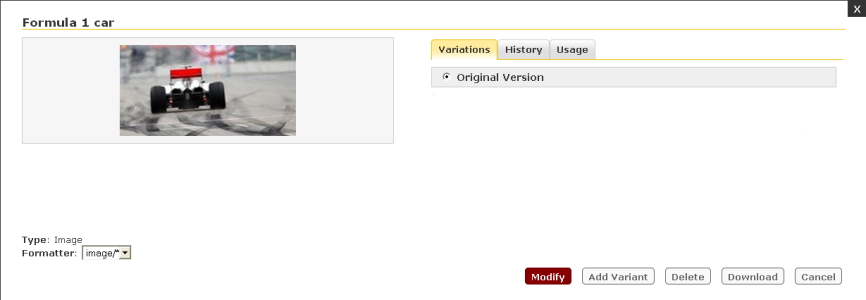 X
Formula 1 car
Variations History Usage
Original Version
Type: Image
Formatter: image/*
Modify Add Variant Delete Download Cancel